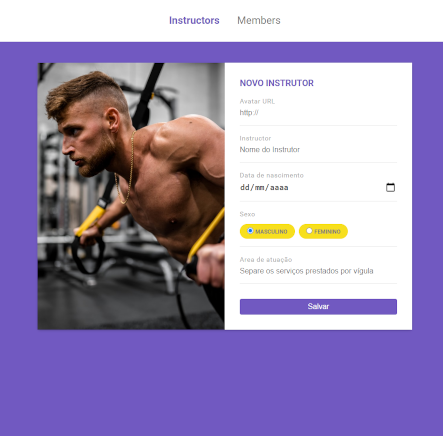 Instructors Members
NOVO INSTRUTOR
Avatar URL
http://
Instructor
Nome do Instrutor
Data de nascimento
dd/mm/aaaa
Sexo
MASCULINO FEMININO
Area de atuação
Separe os serviços prestados por vígula
Salvar